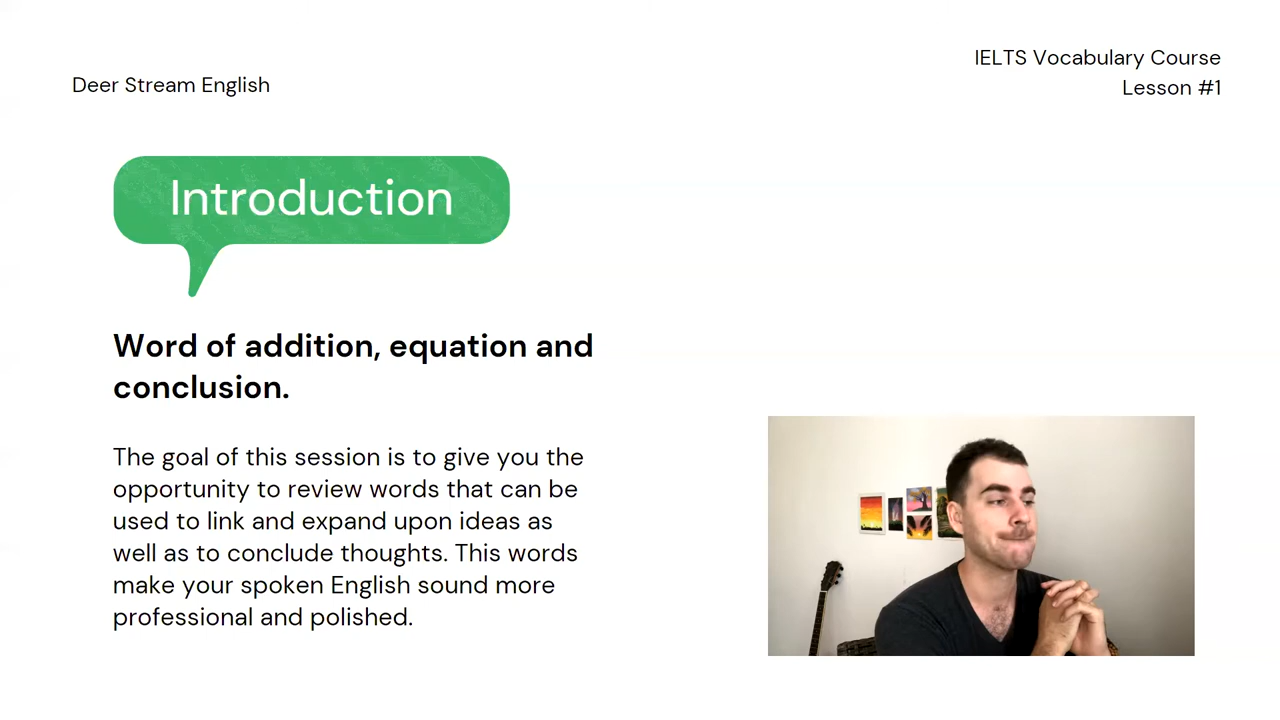 Deer Stream English
IELTS Vocabulary Course
Lesson #1
Introduction
Word of addition, equation and
conclusion.
The goal of this session is to give you the
opportunity to review words that can be
used to link and expand upon ideas as
well as to conclude thoughts. This words
make your spoken English sound more
professional and polished.